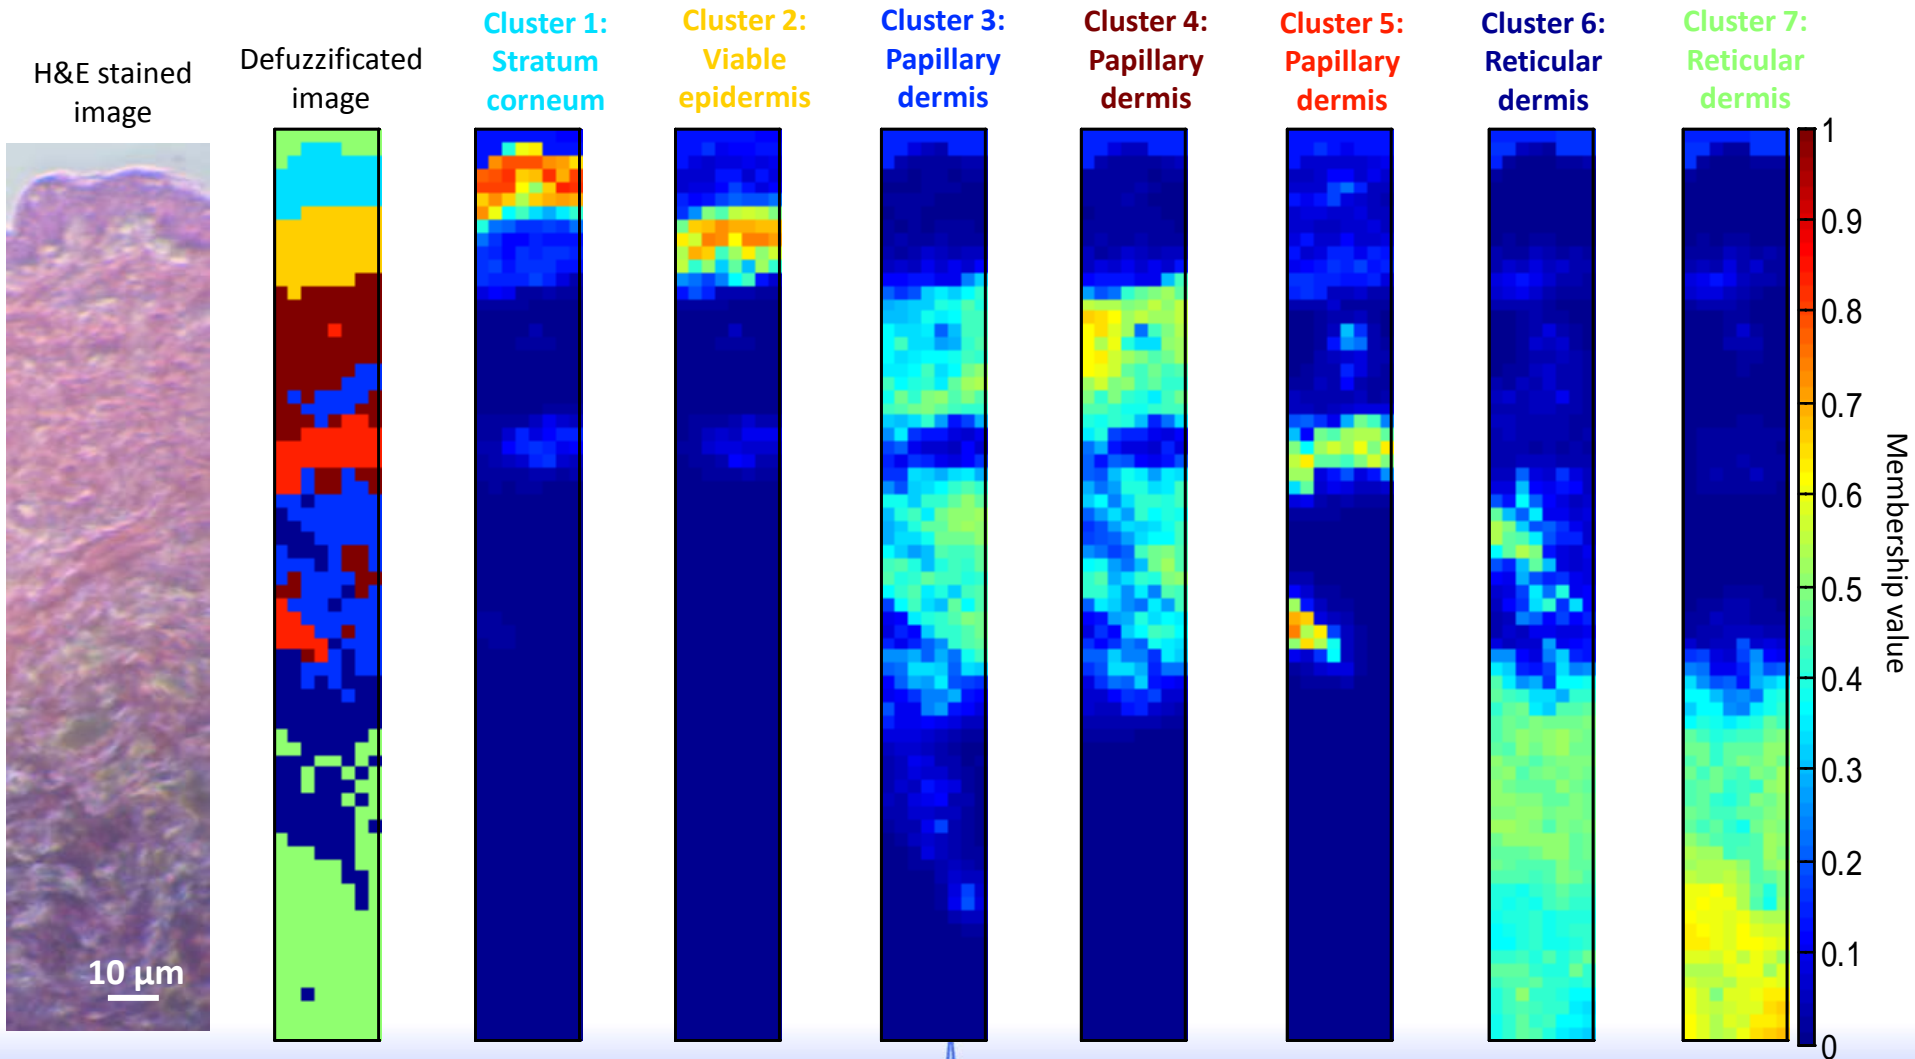 H&E stained
image
Defuzzificated
image
Cluster 1:
Stratum
corneum
Cluster 2:
Viable
epidermis
Cluster 3:
Papillary
dermis
Cluster 4:
Papillary
dermis
Cluster 5:
Papillary
dermis
Cluster 6:
Reticular
dermis
Cluster 7:
Reticular
dermis
10 µm
1
0.9
0.8
0.7
0.6
0.5
0.4
0.3
0.2
0.1
0
Membership value